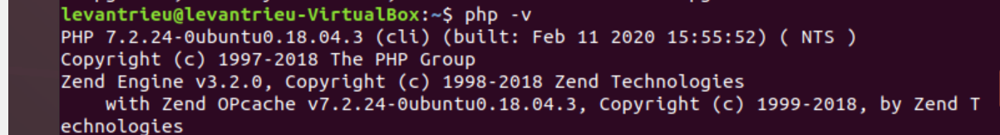 levantrieu@levantrieu-VirtualBox:~$ php -v
PHP 7.2.24-0ubuntu0.18.04.3 (cli) (built: Feb 11 2020 15:55:52) ( NTS )
Copyright (c) 1997-2018 The PHP Group
Zend Engine v3.2.0, Copyright (c) 1998-2018 Zend Technologies
    with Zend OPcache v7.2.24-0ubuntu0.18.04.3, Copyright (c) 1999-2018, by Zend T
echnologies